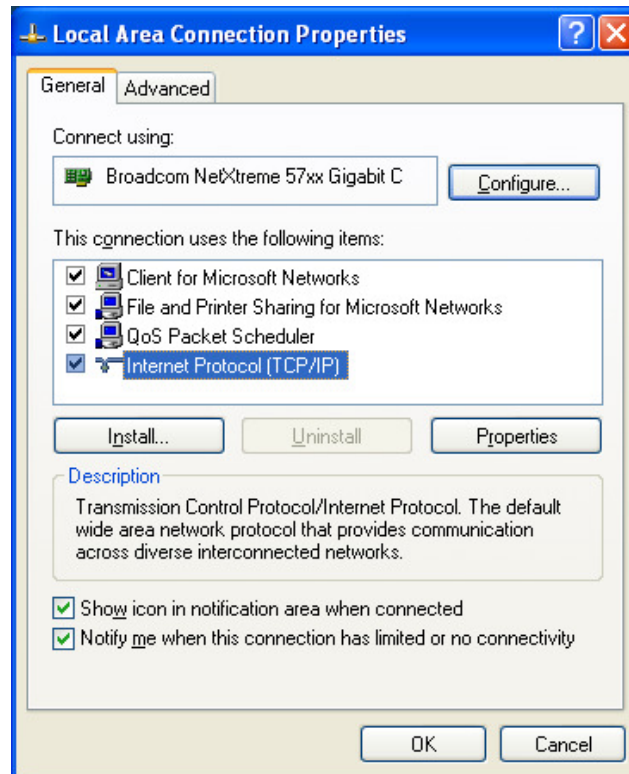 Local Area Connection Properties
General Advanced
Connect using:
Broadcom NetXtreme 57xx Gigabit C
Configure...
This connection uses the following items:
Client for Microsoft Networks
File and Printer Sharing for Microsoft Networks
QoS Packet Scheduler
Internet Protocol (TCP/IP)
Install... Uninstall Properties
Description
Transmission Control Protocol/Internet Protocol. The default
wide area network protocol that provides communication
across diverse interconnected networks.
Show icon in notification area when connected
Notify me when this connection has limited or no connectivity
OK Cancel